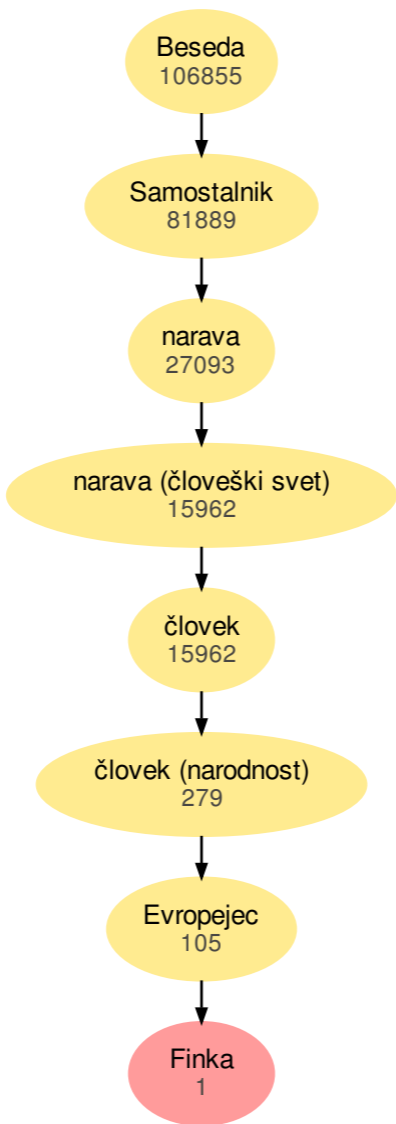 Beseda
106855
Samostalnik
81889
narava
27093
narava (človeški svet)
15962
človek
15962
človek (narodnost)
279
Evropejec
105
Finka
1